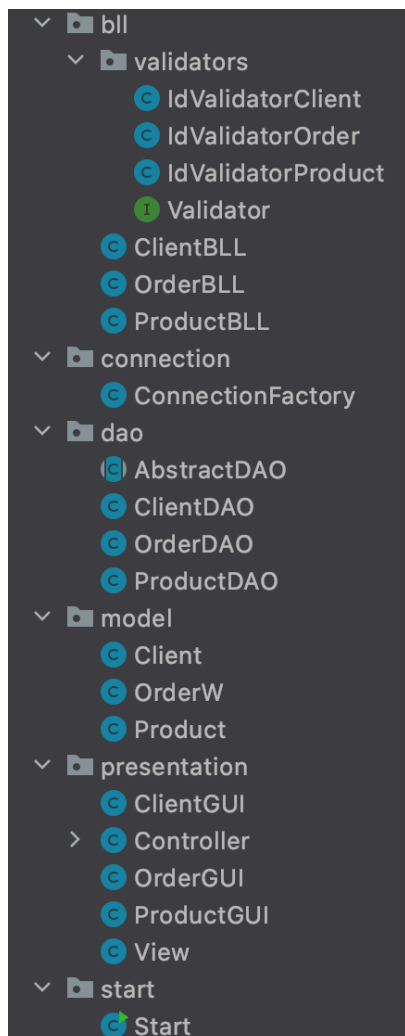 bll
validators
IdValidatorClient
IdValidatorOrder
IdValidatorProduct
Validator
ClientBLL
OrderBLL
ProductBLL
connection
ConnectionFactory
dao
AbstractDAO
ClientDAO
OrderDAO
ProductDAO
model
Client
OrderW
Product
presentation
ClientGUI
Controller
OrderGUI
ProductGUI
View
start
Start